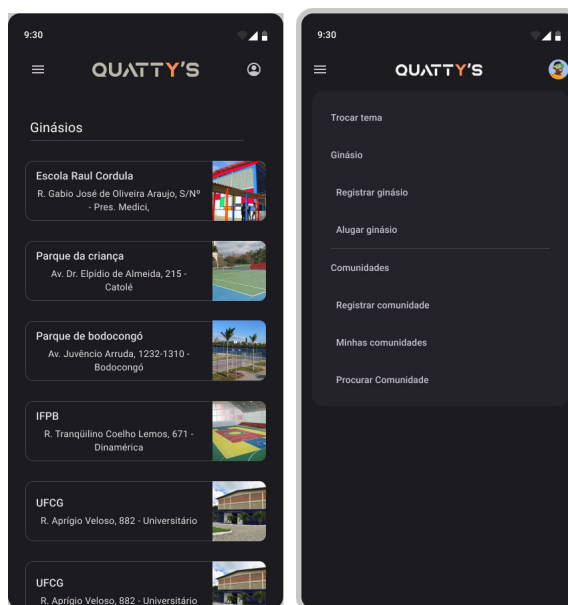 9:30
QUATTY'S
Ginásios
Escola Raul Cordula
R. Gabio José de Oliveira Araujo, S/Nº
- Pres. Medici,
Parque da criança
Av. Dr. Elpídio de Almeida, 215 -
Catolé
Parque de bodocongó
Av. Juvêncio Arruda, 1232-1310 -
Bodocongó
IFPB
R. Tranqüilino Coelho Lemos, 671 -
Dinamérica
UFCG
R. Aprígio Veloso, 882 - Universitário
UFCG
R. Aprígio Veloso, 882 - Universitário
9:30
QUATTY'S
Trocar tema
Ginásio
Registrar ginásio
Alugar ginásio
Comunidades
Registrar comunidade
Minhas comunidades
Procurar Comunidade